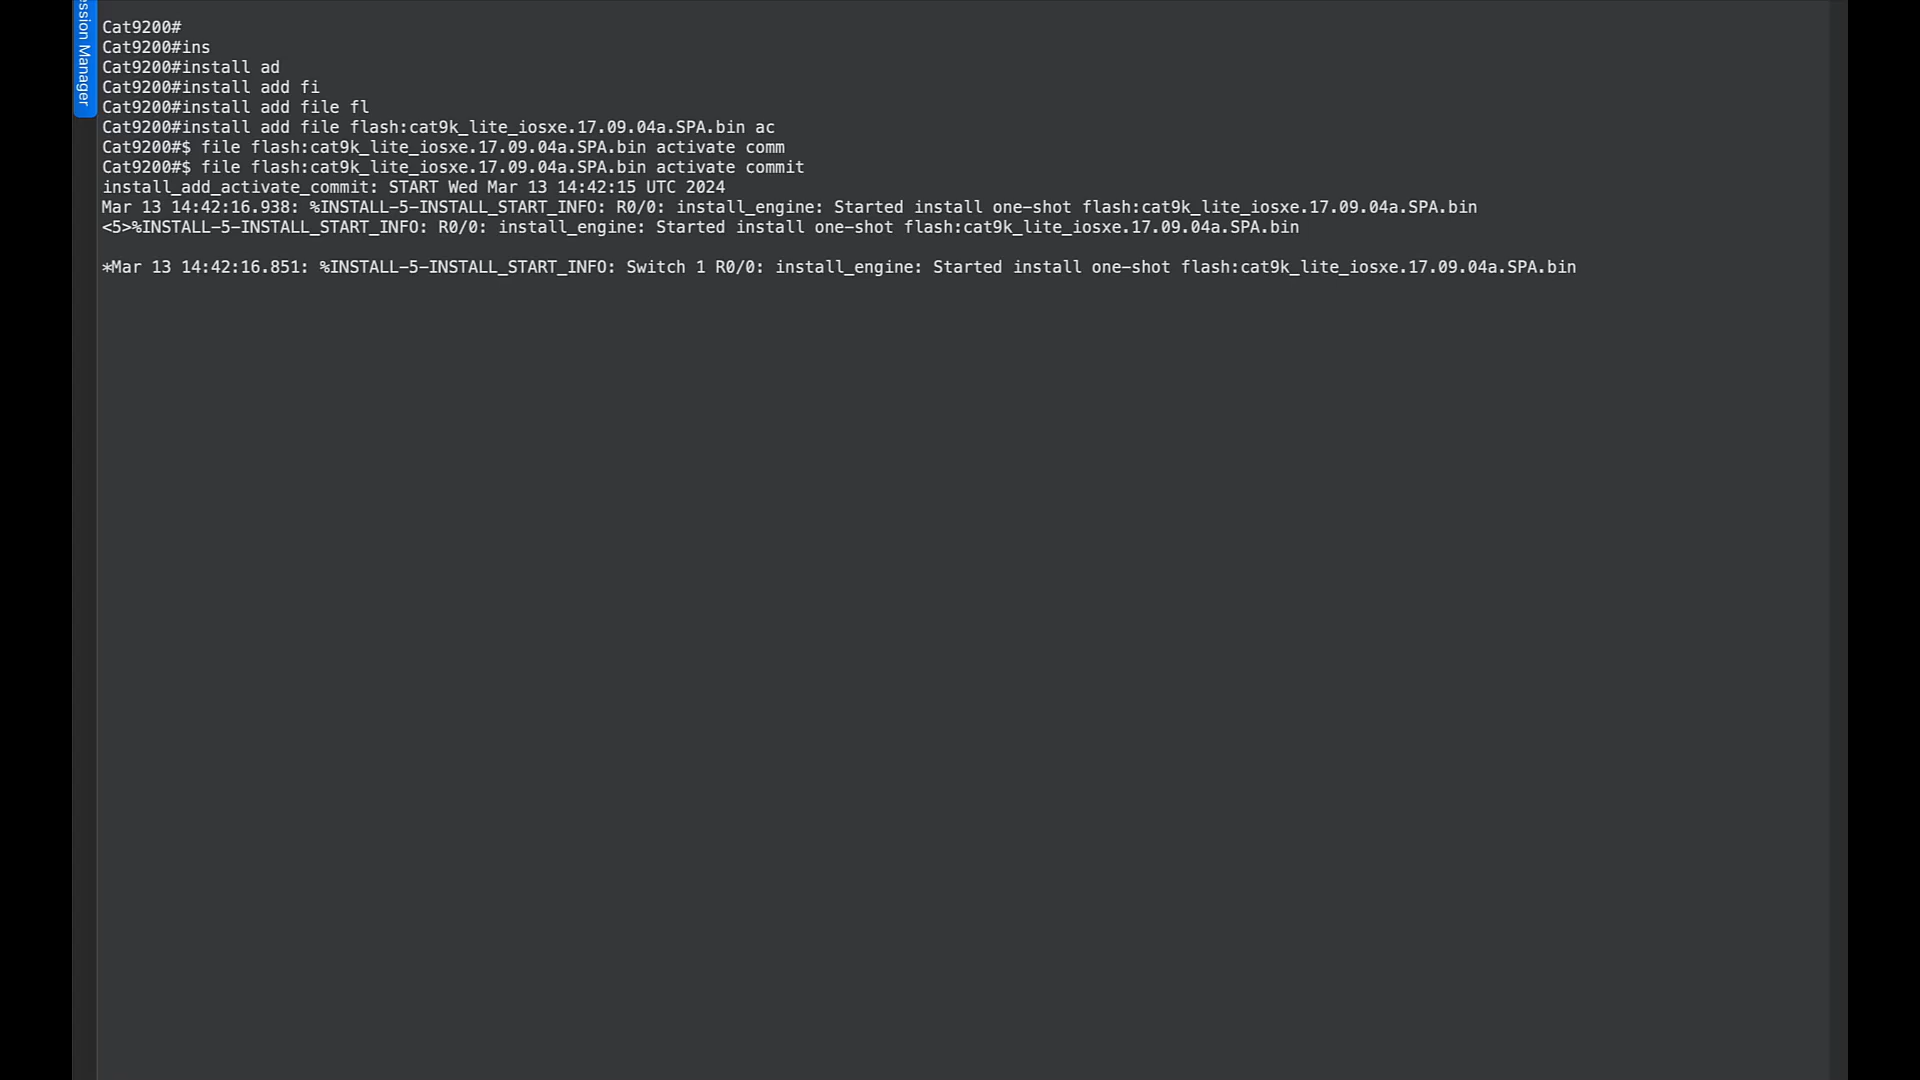 ession Manager
Cat9200#
Cat9200#ins
Cat9200#install ad
Cat9200#install add fi
Cat9200#install add file fl
Cat9200#install add file flash:cat9k_lite_iosxe.17.09.04a.SPA.bin ac
Cat9200#$ file flash:cat9k_lite_iosxe.17.09.04a.SPA.bin activate comm
Cat9200#$ file flash:cat9k_lite_iosxe.17.09.04a.SPA.bin activate commit
install_add_activate_commit: START Wed Mar 13 14:42:15 UTC 2024
Mar 13 14:42:16.938: %INSTALL-5-INSTALL_START_INFO: R0/0: install_engine: Started install one-shot flash:cat9k_lite_iosxe.17.09.04a.SPA.bin
<5>%INSTALL-5-INSTALL_START_INFO: R0/0: install_engine: Started install one-shot flash:cat9k_lite_iosxe.17.09.04a.SPA.bin
*Mar 13 14:42:16.851: %INSTALL-5-INSTALL_START_INFO: Switch 1 R0/0: install_engine: Started install one-shot flash:cat9k_lite_iosxe.17.09.04a.SPA.bin